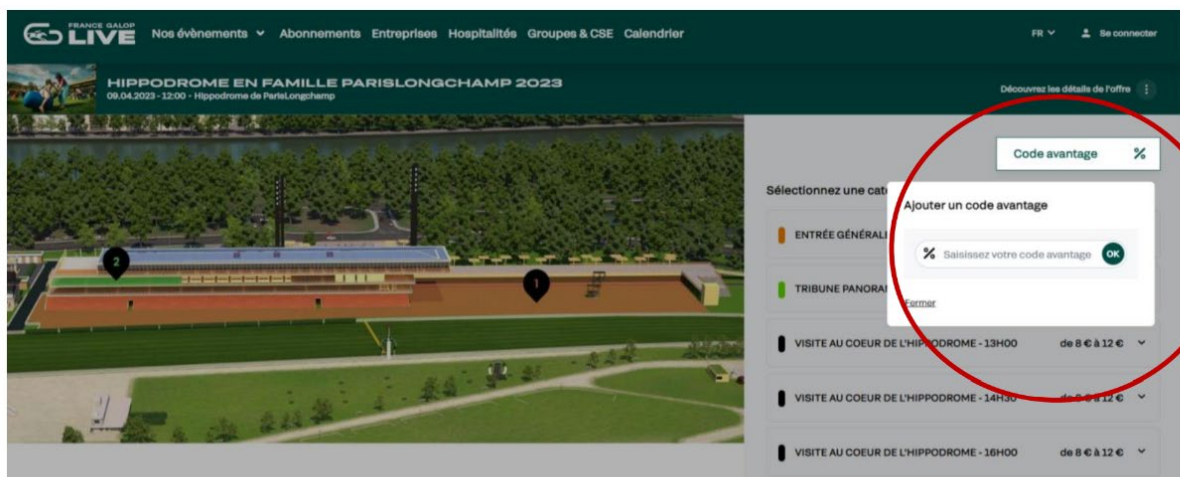 FRANCE GALOP
LIVE
Nos évènements Abonnements Entreprises Hospitalités Groupes & CSE Calendrier
FR Se connecter
HIPPODROME EN FAMILLE PARISLONGCHAMP 2023
09.04.2023 - 12:00 - Hippodrome de ParisLongchamp
Découvrez les détails de l'offre
Code avantage %
Sélectionnez une cat
Ajouter un code avantage
ENTRÉE GÉNÉRAL
% Saisissez votre code avantage OK
TRIBUNE PANORA
Fermer
VISITE AU COEUR DE L'HIPPODROME - 13H00 de 8 € à 12 €
VISITE AU COEUR DE L'HIPPODROME - 14H30 de 8 € à 12 €
VISITE AU COEUR DE L'HIPPODROME - 16H00 de 8 € à 12 €
2
1